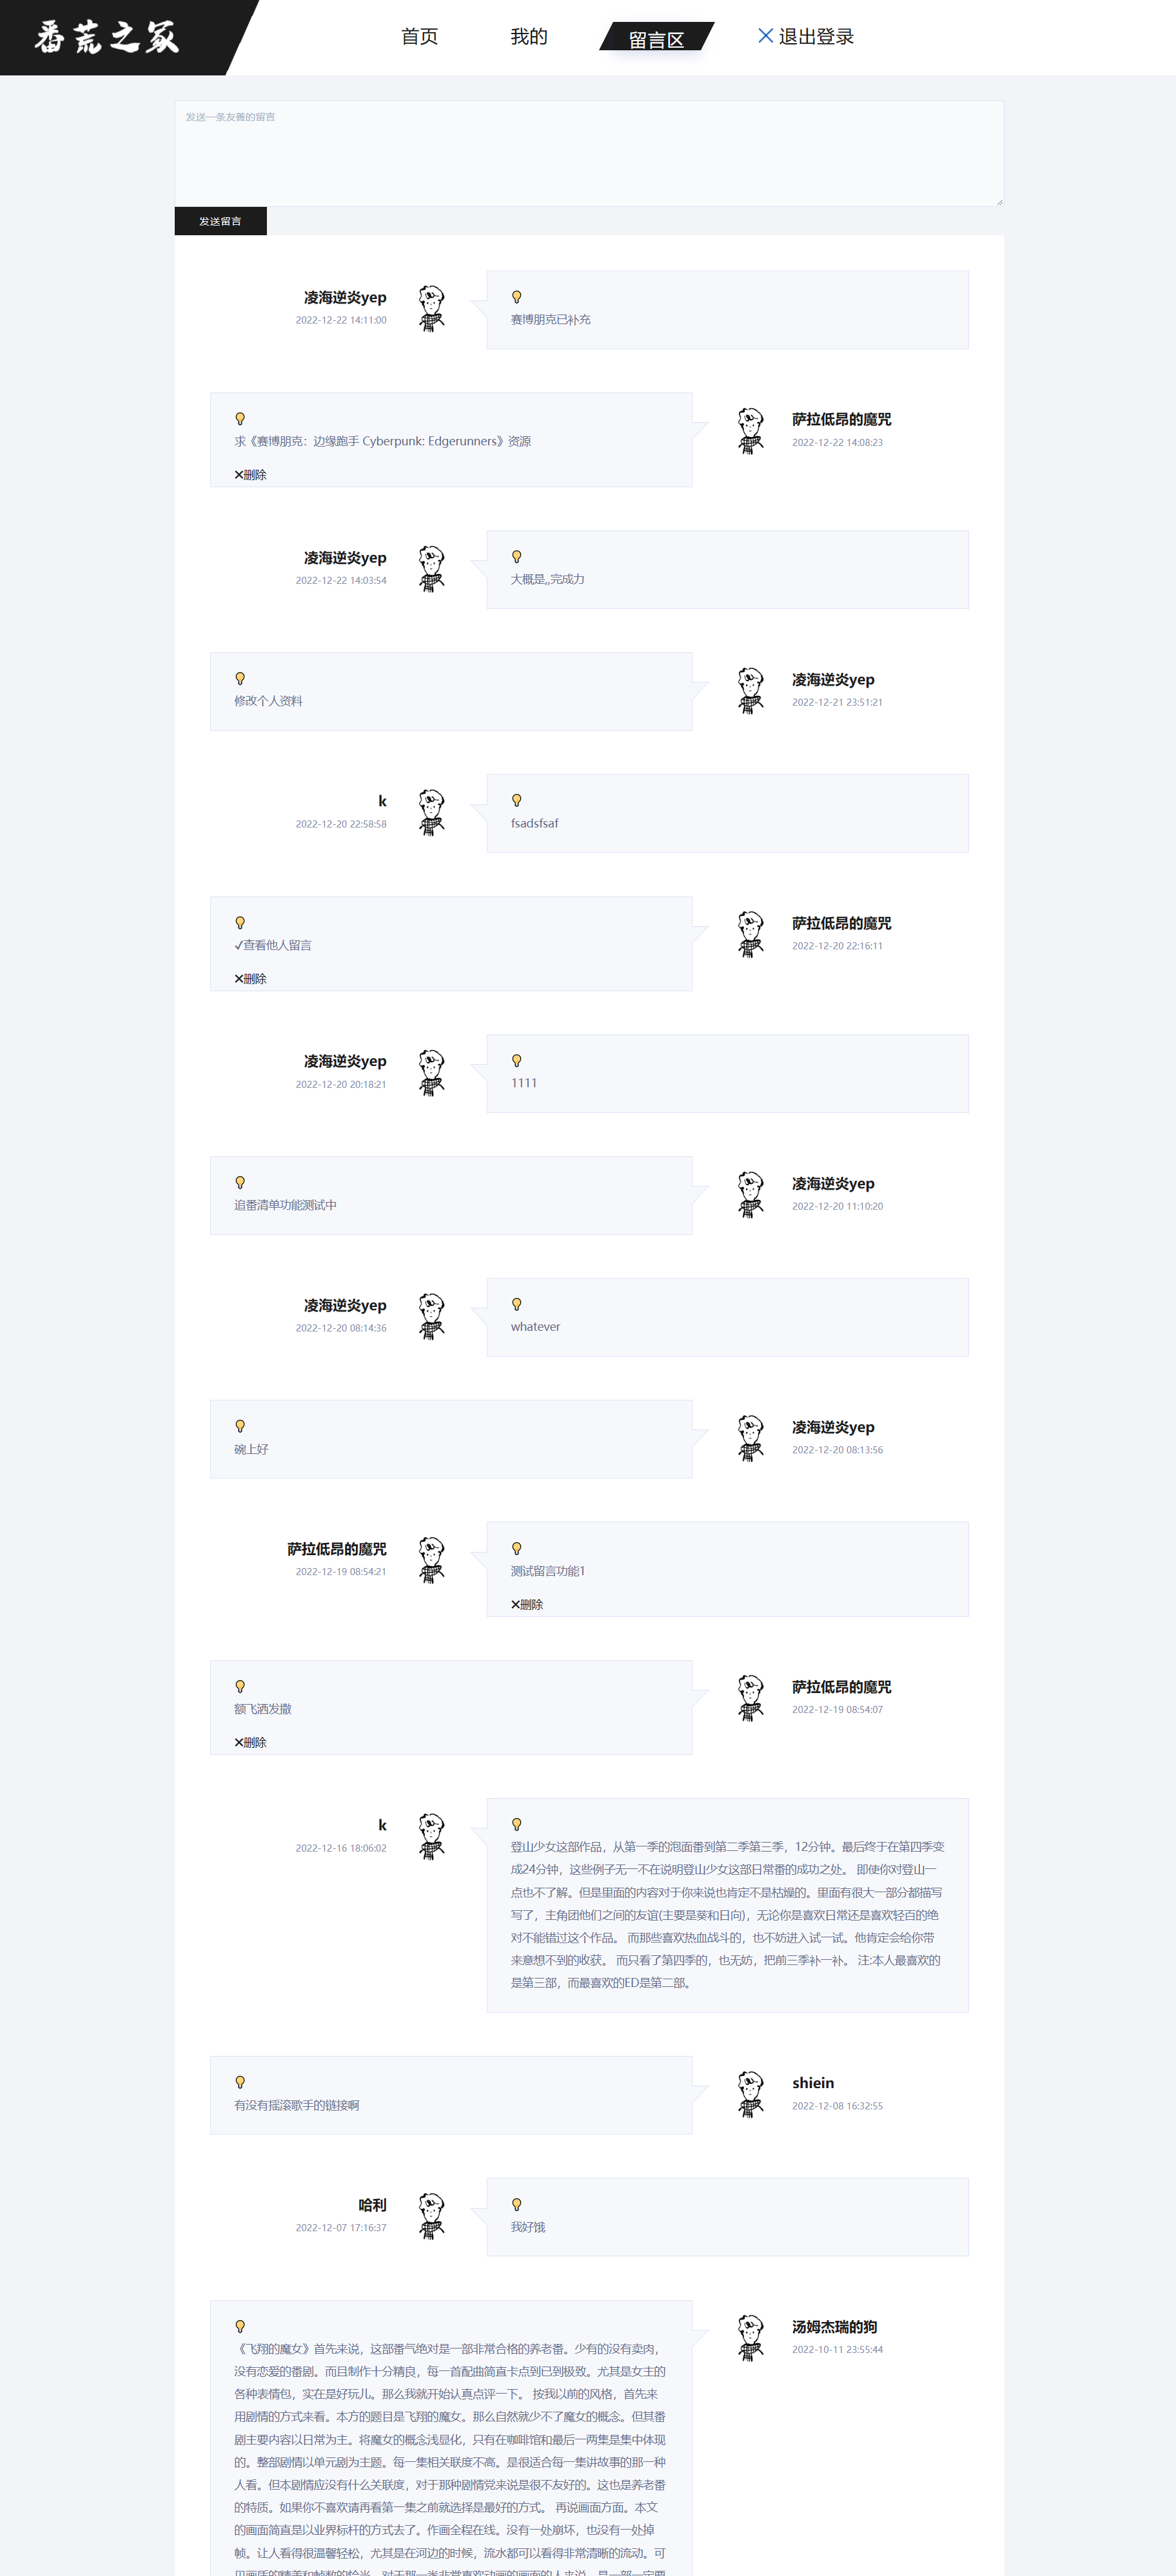 番荒之冢
首页 我的 留言区 退出登录
发送一条友善的留言
发送留言
凌海逆炎yep
2022-12-22 14:11:00
赛博朋克已补充
求《赛博朋克：边缘跑手 Cyberpunk: Edgerunners》资源
✕删除
萨拉低昂的魔咒
2022-12-22 14:08:23
凌海逆炎yep
2022-12-22 14:03:54
大概是,,完成力
修改个人资料
凌海逆炎yep
2022-12-21 23:51:21
k
2022-12-20 22:58:58
fsadsfsaf
✓查看他人留言
✕删除
萨拉低昂的魔咒
2022-12-20 22:16:11
凌海逆炎yep
2022-12-20 20:18:21
1111
追番清单功能测试中
凌海逆炎yep
2022-12-20 11:10:20
凌海逆炎yep
2022-12-20 08:14:36
whatever
碗上好
凌海逆炎yep
2022-12-20 08:13:56
萨拉低昂的魔咒
2022-12-19 08:54:21
测试留言功能1
✕删除
额飞洒发撒
✕删除
萨拉低昂的魔咒
2022-12-19 08:54:07
k
2022-12-16 18:06:02
登山少女这部作品，从第一季的泡面番到第二季第三季，12分钟。最后终于在第四季变
成24分钟，这些例子无一不在说明登山少女这部日常番的成功之处。 即使你对登山一
点也不了解。但是里面的内容对于你来说也肯定不是枯燥的。里面有很大一部分都描写
写了，主角团他们之间的友谊(主要是葵和日向)，无论你是喜欢日常还是喜欢轻百的绝
对不能错过这个作品。 而那些喜欢热血战斗的，也不妨进入试一试。他肯定会给你带
来意想不到的收获。 而只看了第四季的，也无妨，把前三季补一补。 注:本人最喜欢的
是第三部，而最喜欢的ED是第二部。
有没有摇滚歌手的链接啊
shiein
2022-12-08 16:32:55
哈利
2022-12-07 17:16:37
我好饿
汤姆杰瑞的狗
2022-10-11 23:55:44
《飞翔的魔女》首先来说，这部番气绝对是一部非常合格的养老番。少有的没有卖肉，
没有恋爱的番剧。而且制作十分精良，每一首配曲简直卡点到已到极致。尤其是女主的
各种表情包，实在是好玩儿。那么我就开始认真点评一下。 按我以前的风格，首先来
用剧情的方式来看。本方的题目是飞翔的魔女。那么自然就少不了魔女的概念。但其番
剧主要内容以日常为主。将魔女的概念浅显化，只有在咖啡馆和最后一两集是集中体现
的。整部剧情以单元剧为主题。每一集相关联度不高。是很适合每一集讲故事的那一种
人看。但本剧情应没有什么关联度，对于那种剧情党来说是很不友好的。这也是养老番
的特质。如果你不喜欢请再看第一集之前就选择是最好的方式。 再说画面方面。本文
的画面简直是以业界标杆的方式去了。作画全程在线。没有一处崩坏，也没有一处掉
帧。让人看得很温馨轻松，尤其是在河边的时候，流水都可以看得非常清晰的流动。可